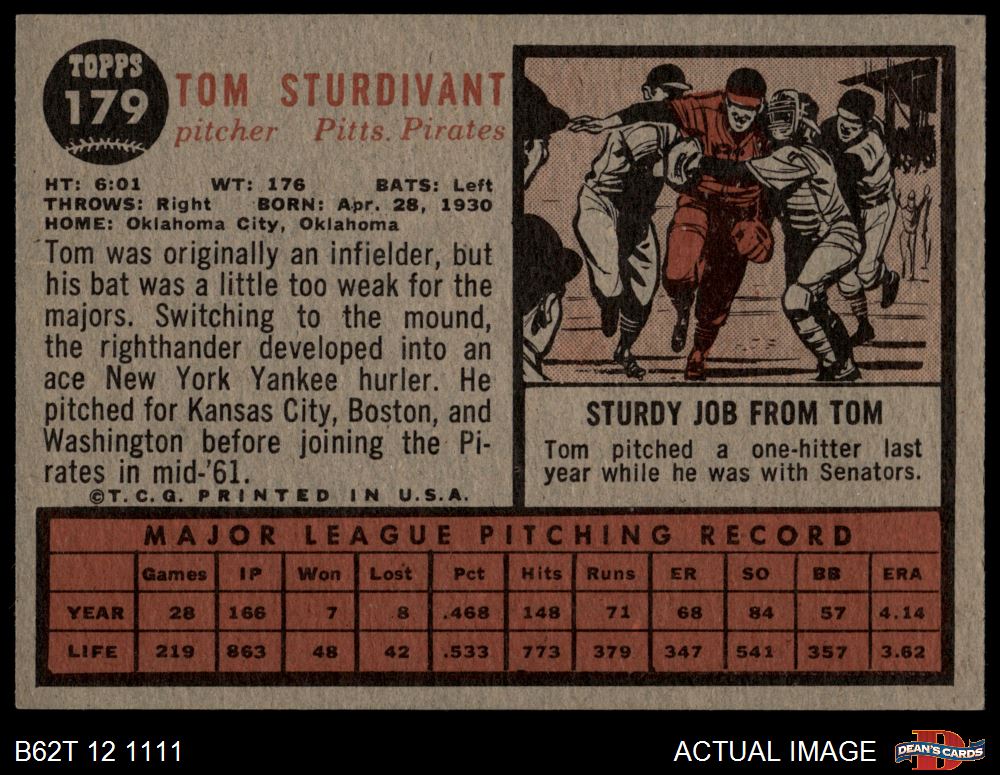 TOPPS
179
TOM STURDIVANT
pitcher Pitts. Pirates
HT: 6:01 WT: 176 BATS: Left
THROWS: Right BORN: Apr. 28, 1930
HOME: Oklahoma City, Oklahoma
Tom was originally an infielder, but
his bat was a little too weak for the
majors. Switching to the mound,
the righthander developed into an
ace New York Yankee hurler. He
pitched for Kansas City, Boston, and
Washington before joining the Pi-
rates in mid-'61.
©T.C.G. PRINTED IN U.S.A.
STURDY JOB FROM TOM
Tom pitched a one-hitter last
year while he was with Senators.
MAJOR LEAGUE PITCHING RECORD
Games IP Won Lost Pct Hits Runs ER SO BB ERA
YEAR 28 166 7 8 .468 148 71 68 84 57 4.14
LIFE 219 863 48 42 .533 773 379 347 541 357 3.62
B62T 12 1111
ACTUAL IMAGE
DEAN'S CARDS